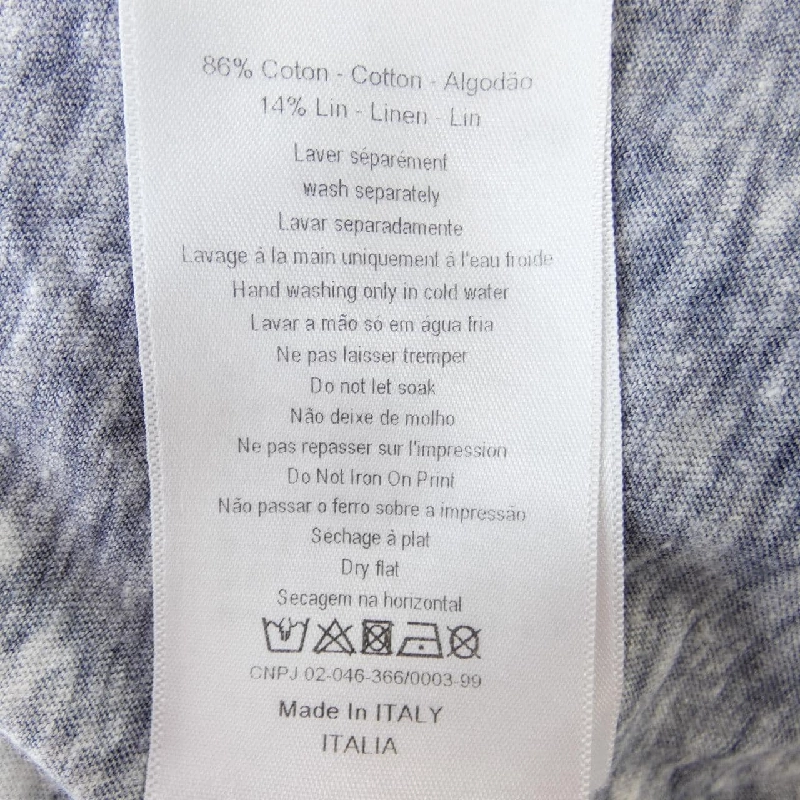 86% Coton - Cotton - Algodão
14% Lin - Linen - Lin
Laver séparément
wash separately
Lavar separadamente
Lavage à la main uniquement à l'eau froide
Hand washing only in cold water
Lavar a mão só em água fria
Ne pas laisser tremper
Do not let soak
Não deixe de molho
Ne pas repasser sur l'impression
Do Not Iron On Print
Não passar o ferro sobre a impressão
Séchage à plat
Dry flat
Secagem na horizontal
CNPJ 02-046-366/0003-99
Made In ITALY
ITALIA